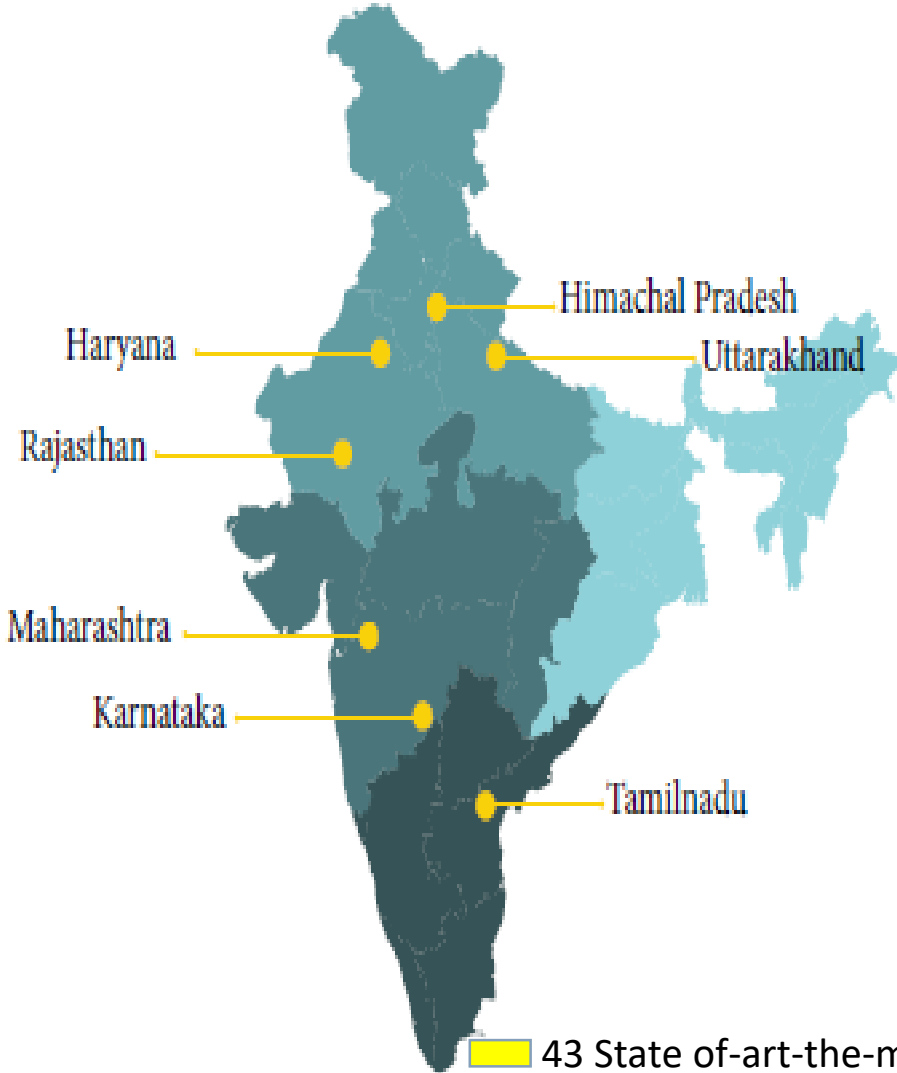 Himachal Pradesh
Haryana
Uttarakhand
Rajasthan
Maharashtra
Karnataka
Tamilnadu
43 State of-art-the-m